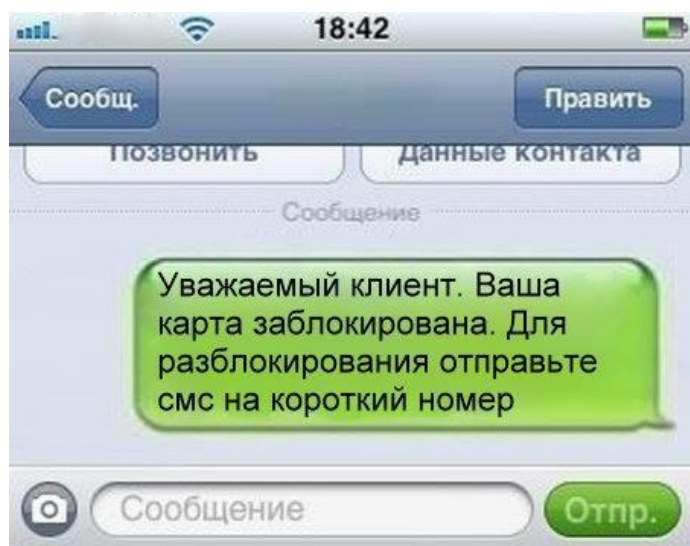 18:42
Сообщ.
Править
Позвонить
Данные контакта
Сообщение
Уважаемый клиент. Ваша
карта заблокирована. Для
разблокирования отправьте
смс на короткий номер
Сообщение
Отпр.